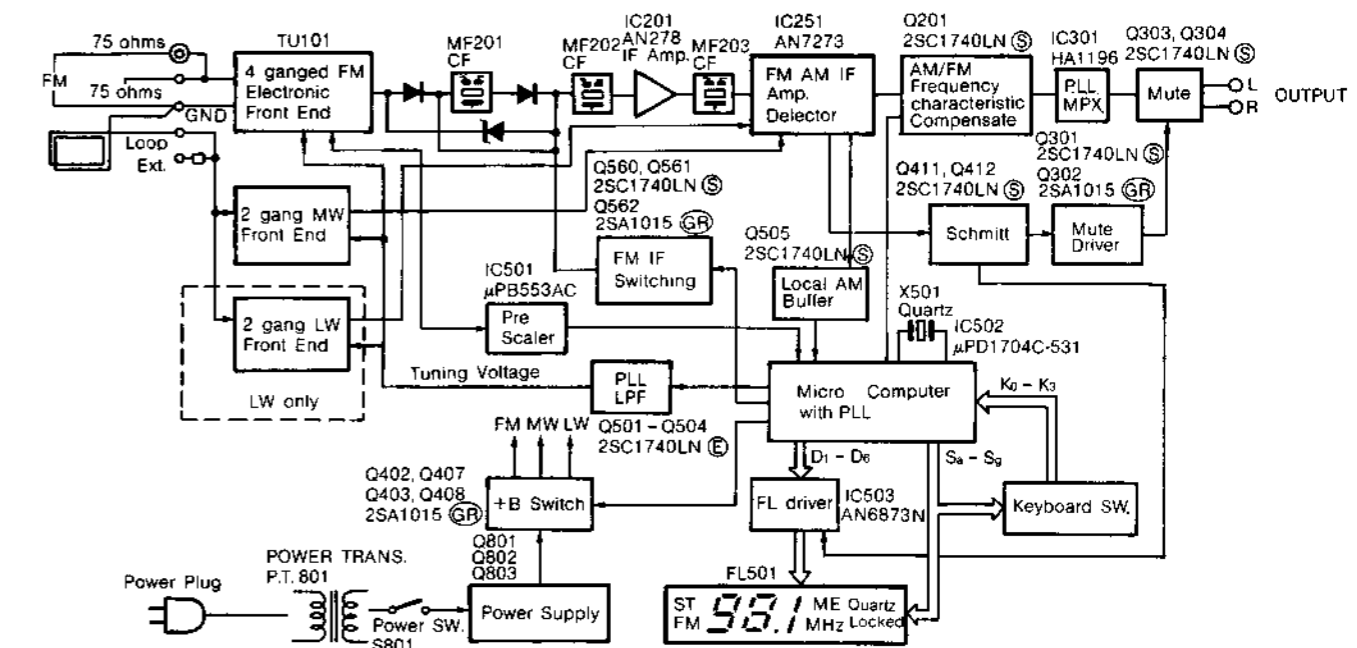 75 ohms
FM
75 ohms
GND
Loop
Ext.
TU101
4 ganged FM
Electronic
Front End
MF201
CF
MF202
CF
IC201
AN278
IF Amp.
MF203
CF
IC251
AN7273
FM AM IF
Amp.
Delector
Q201
2SC1740LN Ⓢ
AM/FM
Frequency
characteristic
Compensate
IC301
HA1196
P.L.L.
MPX
Q303, Q304
2SC1740LN Ⓢ
Mute
L
R
OUTPUT
2 gang MW
Front End
2 gang LW
Front End
LW only
Q560, Q561
2SC1740LN Ⓢ
Q562
2SA1015 GR
FM IF
Switching
IC501
μPB553AC
Pre
Scaler
Q505
2SC1740LN Ⓢ
Local AM
Buffer
Q411, Q412
2SC1740LN Ⓢ
Schmitt
Q301
2SC1740LN Ⓢ
Q302
2SA1015 GR
Mute
Driver
X501
Quartz
IC502
μPD1704C-531
Micro Computer
with PLL
K0 - K3
Tuning Voltage
PLL
LPF
Q501 - Q504
2SC1740LN Ⓔ
FM MW LW
Q402, Q407
Q403, Q408
2SA1015 GR
+B Switch
D1 - D6
Sa - Sg
FL driver
IC503
AN6873N
Keyboard SW.
Q801
Q802
Q803
Power Plug
POWER TRANS.
P.T. 801
Power SW.
S801
Power Supply
FL501
ST
FM
98.1
ME
MHz
Quartz
Locked